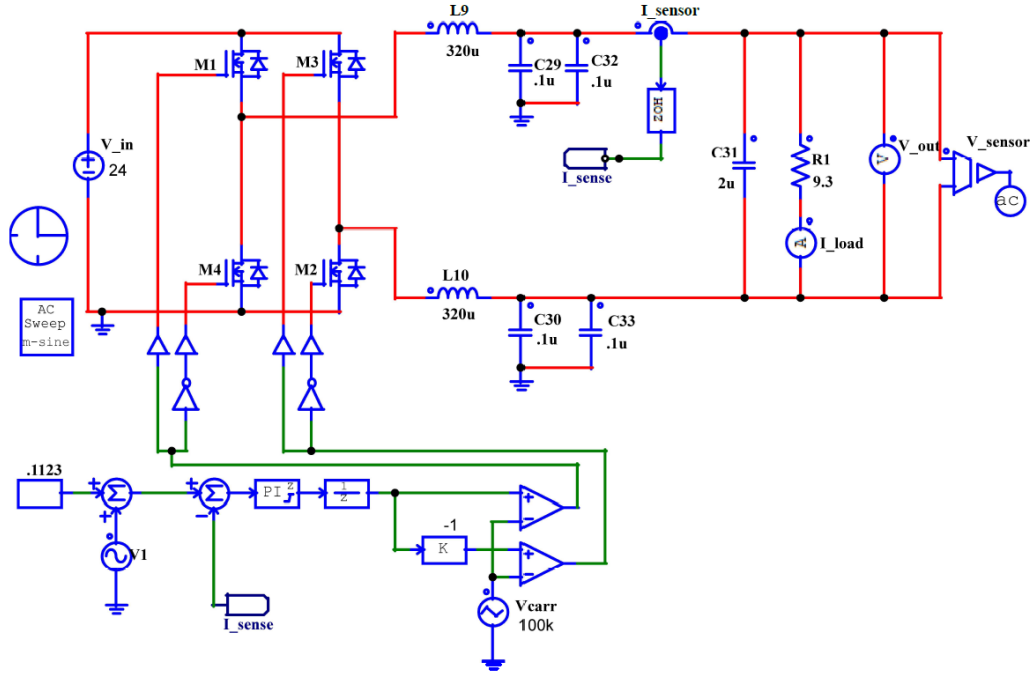 I_sensor
L9
320u
M1
M3
C29
.1u
C32
.1u
ZOH
V_in
24
I_sense
C31
2u
R1
9.3
V
V_out
V_sensor
ac
A
I_load
M4
M2
L10
320u
AC
Sweep
m-sine
C30
.1u
C33
.1u
.1123
+
+
Σ
+
-
Σ
PI
z
1
z
-1
K
+
-
+
-
V1
I_sense
Vcarr
100k